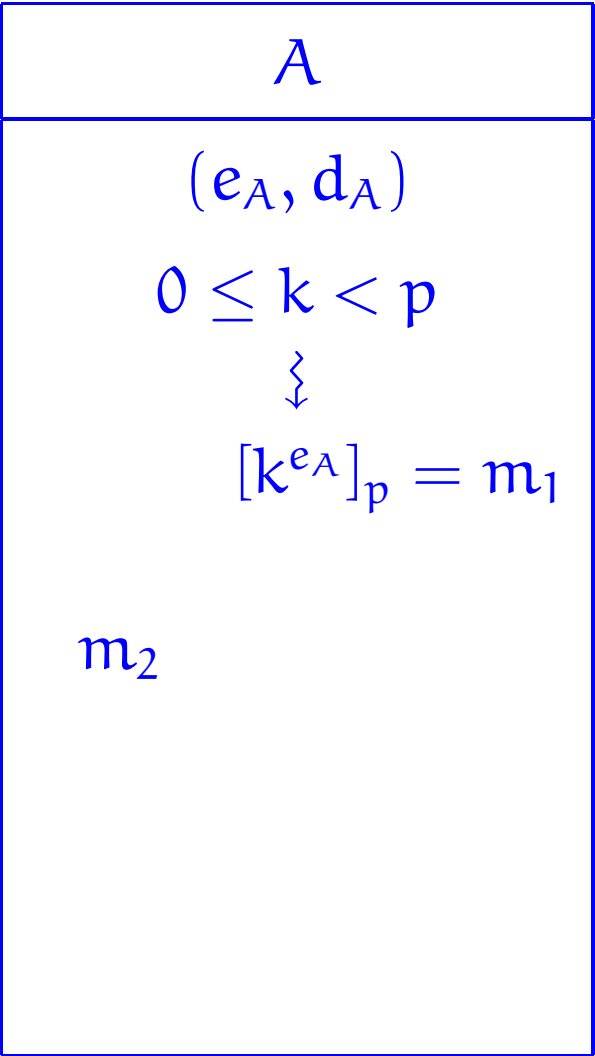 A
(e_A, d_A)
0 ≤ k < p
[k^{e_A}]_p = m_1
m_2